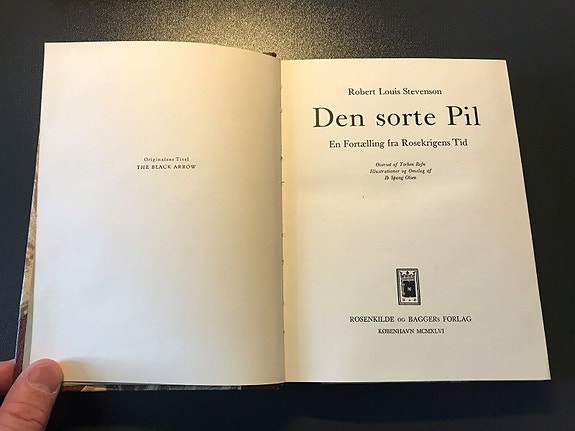 Originalens Titel
THE BLACK ARROW
Robert Louis Stevenson
Den sorte Pil
En Fortælling fra Rosekrigens Tid
Oversat af Torben Refn
Illustrationer og Omslag af
Ib Spang Olsen
ROSENKILDE OG BAGGERS FORLAG
KØBENHAVN MCMXLVI